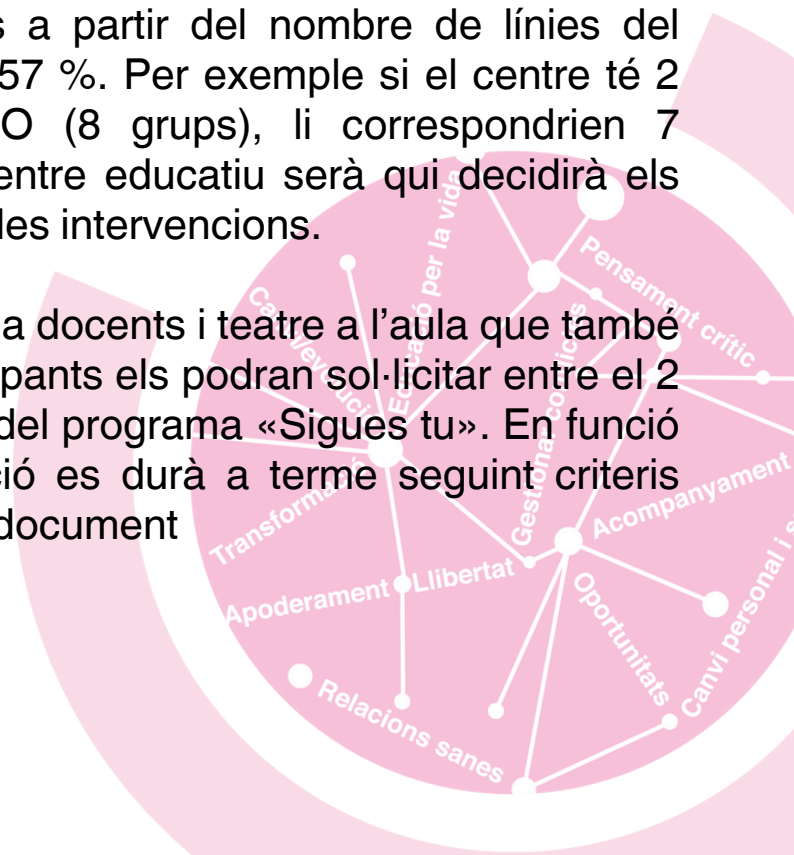 s a partir del nombre de línies del
57 %. Per exemple si el centre té 2
O (8 grups), li correspondrien 7
entre educatiu serà qui decidirà els
les intervencions.
a docents i teatre a l’aula que també
pants els podran sol·licitar entre el 2
del programa «Sigues tu». En funció
ció es durà a terme seguint criteris
document
Educació per la vida
Pensament crític
Gestionar conflictes
Transformació
Acompanyament
Apoderament
Llibertat
Oportunitats
Canvi personal i s
Relacions sanes